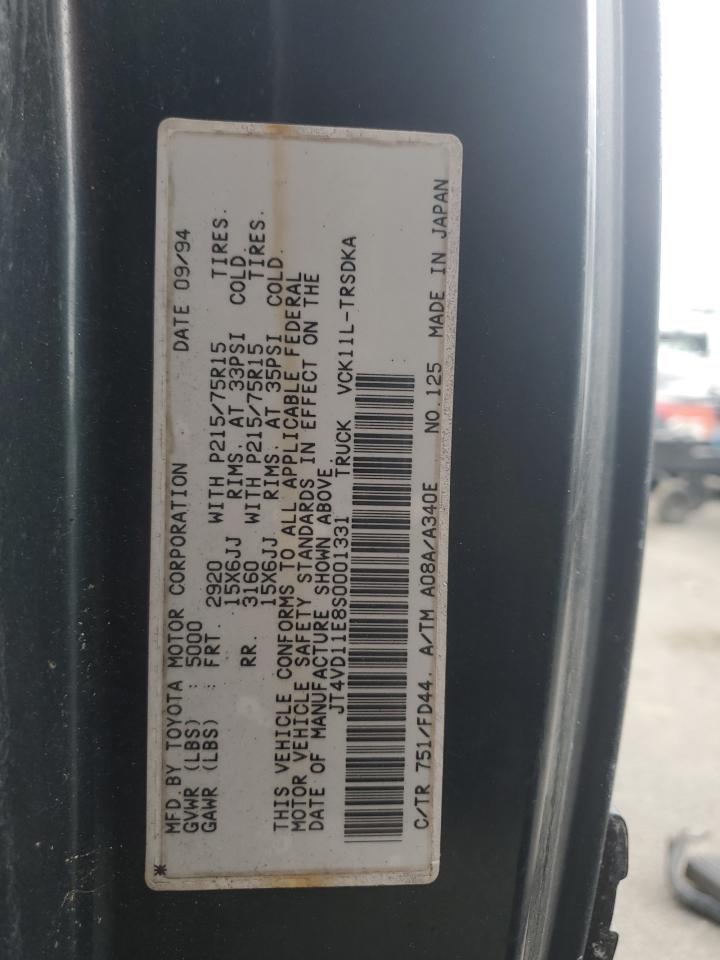 MFD.BY TOYOTA MOTOR CORPORATION DATE 09/94
GVWR (LBS) : 5000
GAWR (LBS) : FRT. 2920 WITH P215/75R15 TIRES.
15X6JJ RIMS. AT 33PSI COLD.
RR. 3160 WITH P215/75R15 TIRES.
15X6JJ RIMS. AT 35PSI COLD.
THIS VEHICLE CONFORMS TO ALL APPLICABLE FEDERAL
MOTOR VEHICLE SAFETY STANDARDS IN EFFECT ON THE
DATE OF MANUFACTURE SHOWN ABOVE.
JT4VD11E8S0001331 TRUCK VCK11L-TRSDKA
C/TR 751/FD44. A/TM A08A/A340E NO.125 MADE IN JAPAN